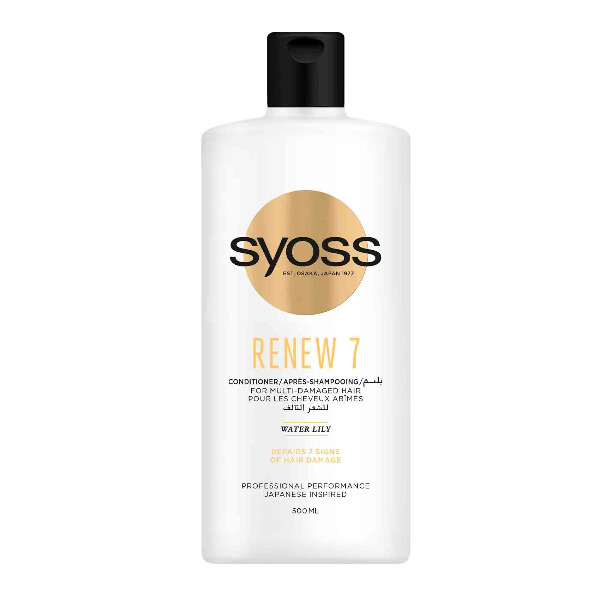 syoss
EST. OSAKA, JAPAN 1977
RENEW 7
CONDITIONER/APRÈS-SHAMPOOING/بلسم
FOR MULTI-DAMAGED HAIR
POUR LES CHEVEUX ABÎMÉS
للشعر التالف
WATER LILY
REPAIRS 7 SIGNS
OF HAIR DAMAGE
PROFESSIONAL PERFORMANCE
JAPANESE INSPIRED
500ML